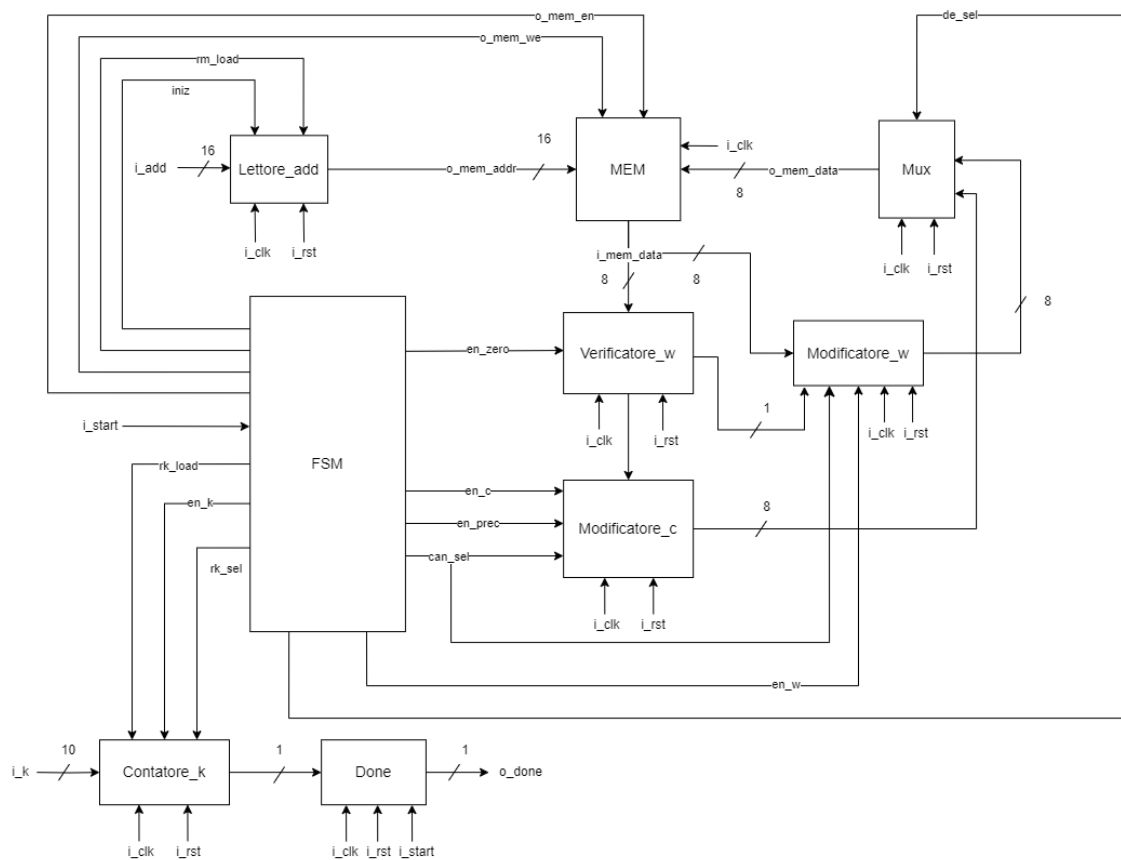 o_mem_en
de_sel
o_mem_we
rm_load
iniz
16
16
i_add
Lettore_add
o_mem_addr
MEM
i_clk
o_mem_data
8
Mux
i_clk
i_rst
i_clk
i_rst
i_mem_data
8
8
8
en_zero
Verificatore_w
Modificatore_w
1
i_start
i_clk
i_rst
i_clk
i_rst
FSM
rk_load
en_c
8
en_k
en_prec
Modificatore_c
can_sel
rk_sel
i_clk
i_rst
en_w
10
1
1
i_k
Contatore_k
Done
o_done
i_clk
i_rst
i_clk
i_rst
i_start